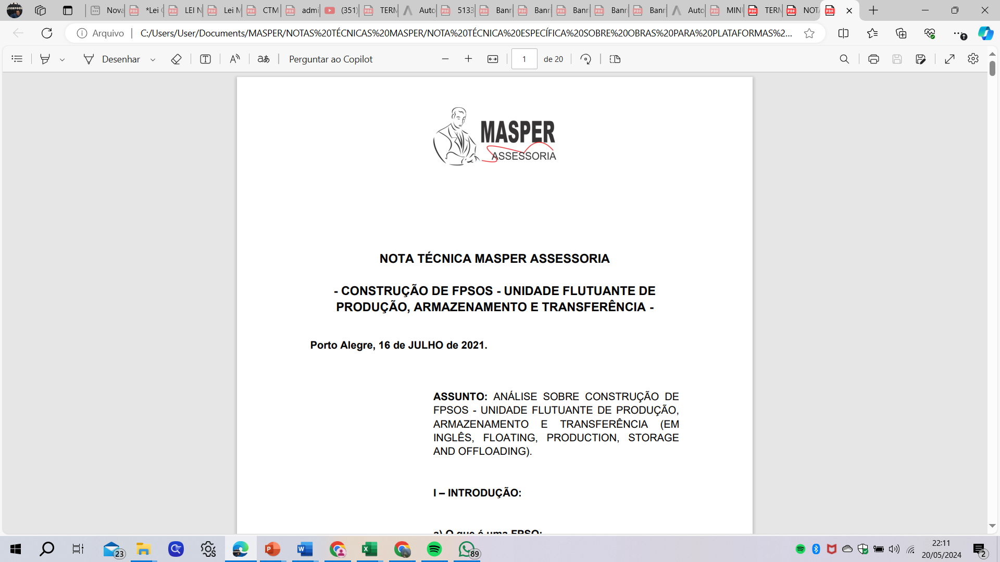 Nova
*Lei
LEI N
Lei M
CTM
admi
(351)
TERM
Auto
5133
Banr
Banr
Banr
Banr
Banr
Auto
MIN
TERM
NOT
Arquivo
C:/Users/User/Documents/MASPER/NOTAS%20TÉCNICAS%20MASPER/NOTA%20TÉCNICA%20ESPECÍFICA%20SOBRE%20OBRAS%20PARA%20PLATAFORMAS%2...
Desenhar
Perguntar ao Copilot
1 de 20
MASPER
ASSESSORIA
NOTA TÉCNICA MASPER ASSESSORIA
- CONSTRUÇÃO DE FPSOS - UNIDADE FLUTUANTE DE
PRODUÇÃO, ARMAZENAMENTO E TRANSFERÊNCIA -
Porto Alegre, 16 de JULHO de 2021.
ASSUNTO: ANÁLISE SOBRE CONSTRUÇÃO DE
FPSOS - UNIDADE FLUTUANTE DE PRODUÇÃO,
ARMAZENAMENTO E TRANSFERÊNCIA (EM
INGLÊS, FLOATING, PRODUCTION, STORAGE
AND OFFLOADING).
I – INTRODUÇÃO:
a) O que é uma FPSO:
23
89
22:11
20/05/2024
2